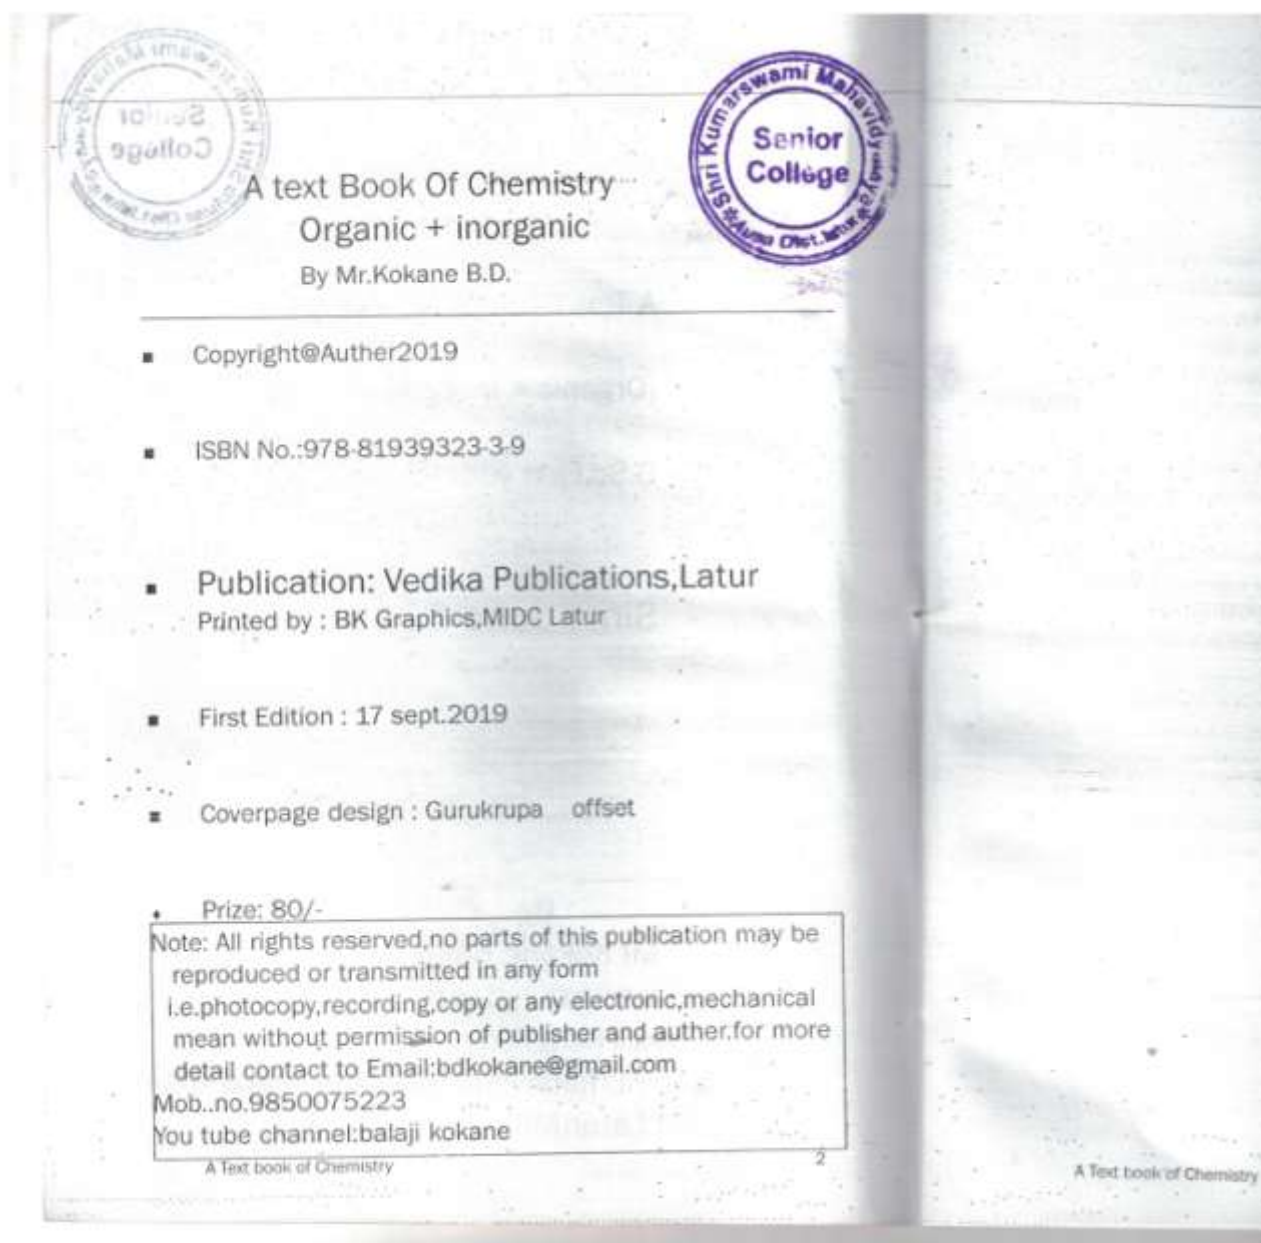 Shri Kumarswami Mahavidyalaya
Senior
College
Ausa Dist.latur
A text Book Of Chemistry
Organic + inorganic
By Mr.Kokane B.D.
Copyright@Auther2019
ISBN No.:978-81939323-3-9
Publication: Vedika Publications,Latur
Printed by : BK Graphics,MIDC Latur
First Edition : 17 sept.2019
Coverpage design : Gurukrupa offset
Prize: 80/-
Note: All rights reserved,no parts of this publication may be
reproduced or transmitted in any form
i.e.photocopy,recording,copy or any electronic,mechanical
mean without permission of publisher and auther.for more
detail contact to Email:bdkokane@gmail.com
Mob..no.9850075223
You tube channel:balaji kokane
A Text book of Chemistry 2
A Text book of Chemistry